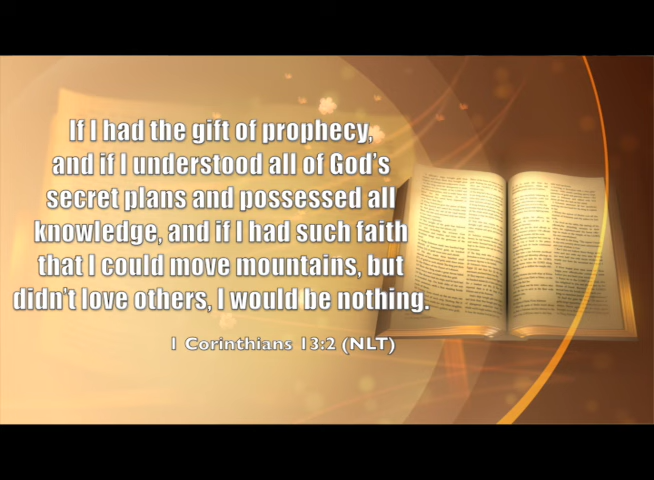 If I had the gift of prophecy,
and if I understood all of God's
secret plans and possessed all
knowledge, and if I had such faith
that I could move mountains, but
didn't love others, I would be nothing.
1 Corinthians 13:2 (NLT)